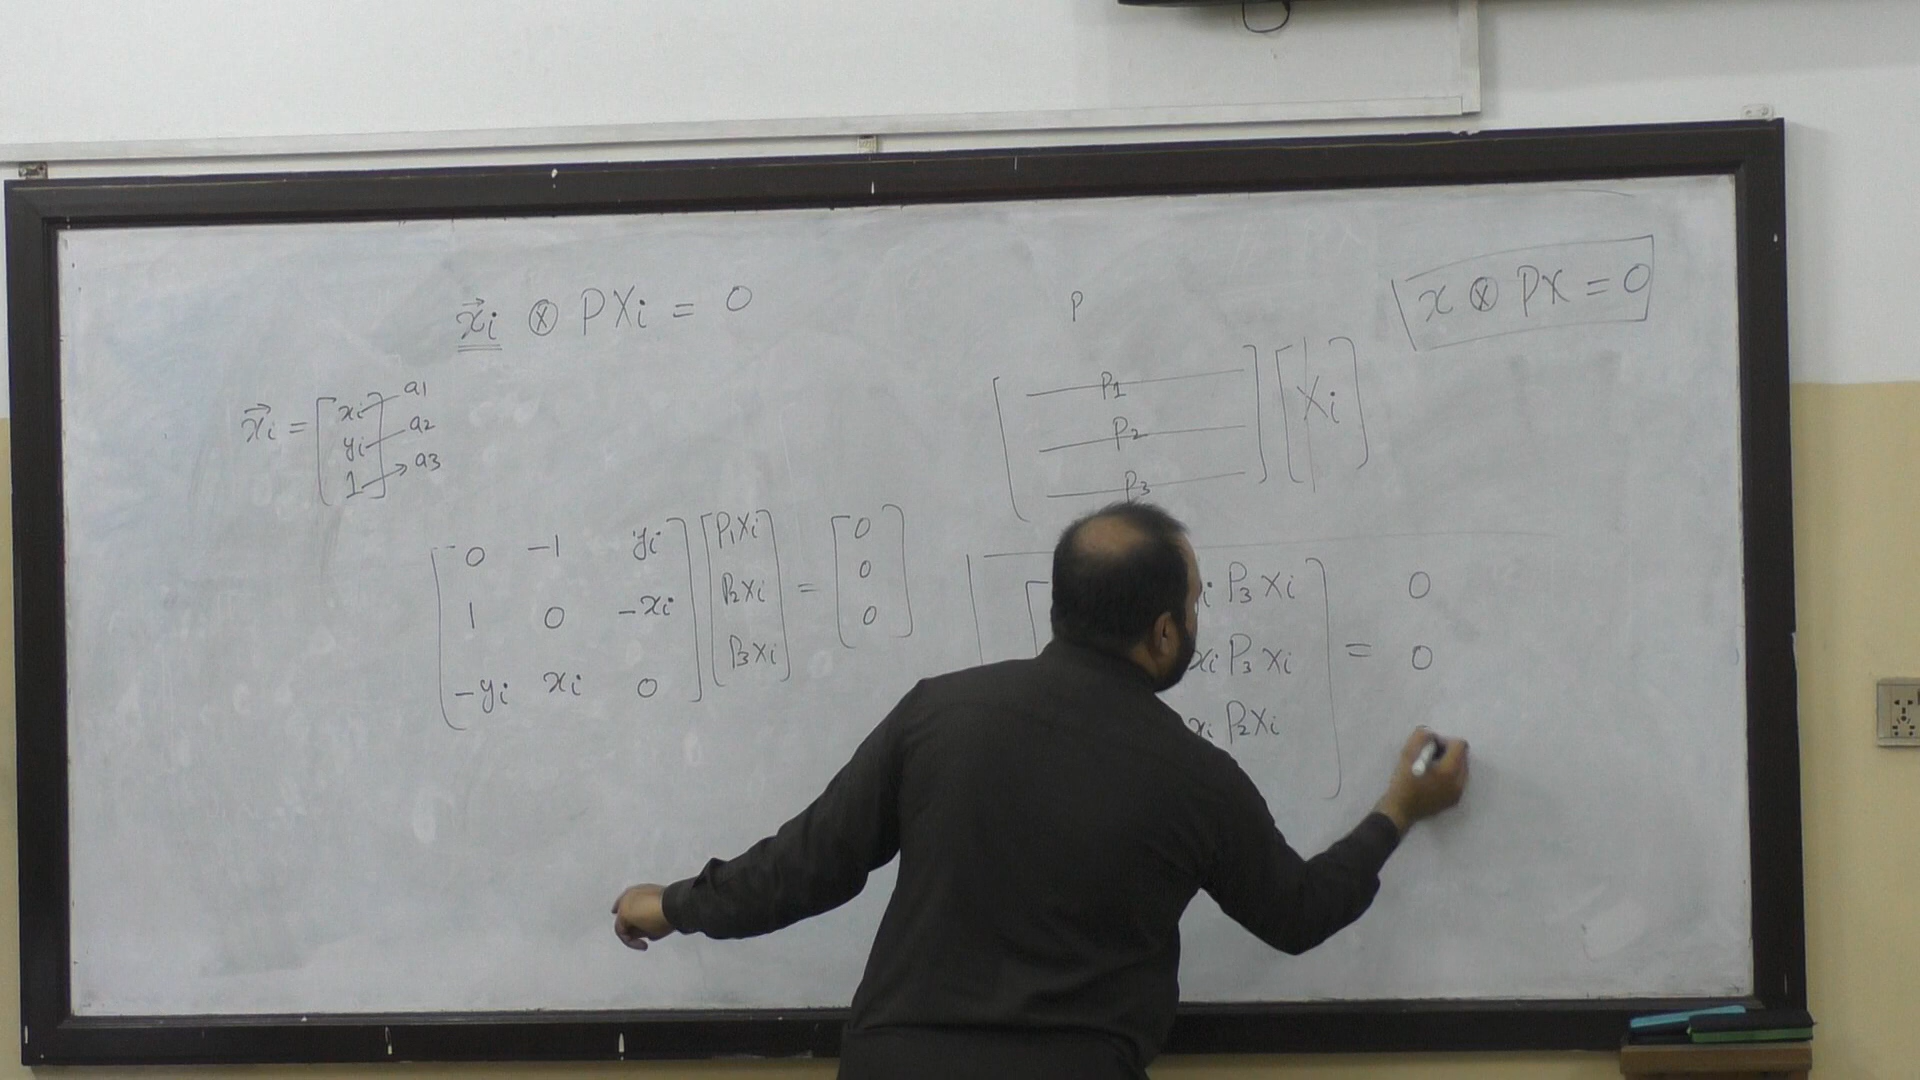 x⃗i ⊗ PXi = 0
x ⊗ PX = 0
P
x⃗i = [xi yi 1]
a1
a2
a3
P1
P2
P3
Xi
0 -1 yi
1 0 -xi
-yi xi 0
P1Xi
P2Xi
P3Xi
=
0
0
0
i P3 Xi
xi P3 Xi
xi P2Xi
=
0
0